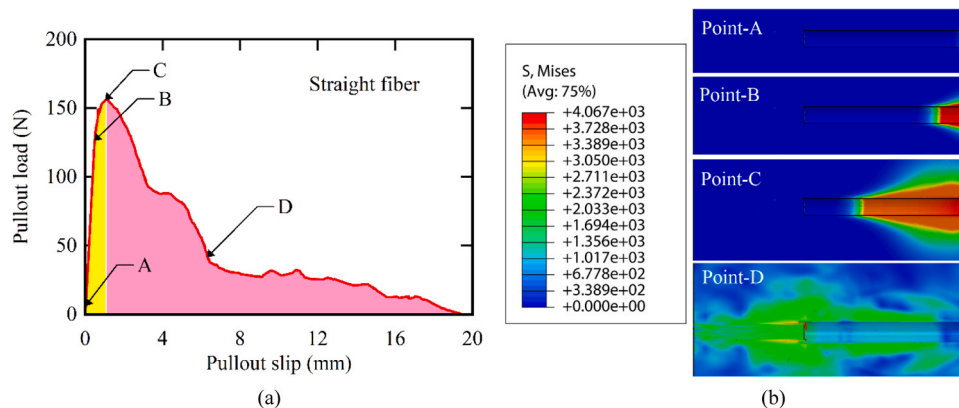 200
150
100
50
0
0
4
8
12
16
20
Pullout load (N)
Pullout slip (mm)
Straight fiber
C
B
D
A
(a)
S, Mises
(Avg: 75%)
+4.067e+03
+3.728e+03
+3.389e+03
+3.050e+03
+2.711e+03
+2.372e+03
+2.033e+03
+1.694e+03
+1.356e+03
+1.017e+03
+6.778e+02
+3.389e+02
+0.000e+00
Point-A
Point-B
Point-C
Point-D
(b)